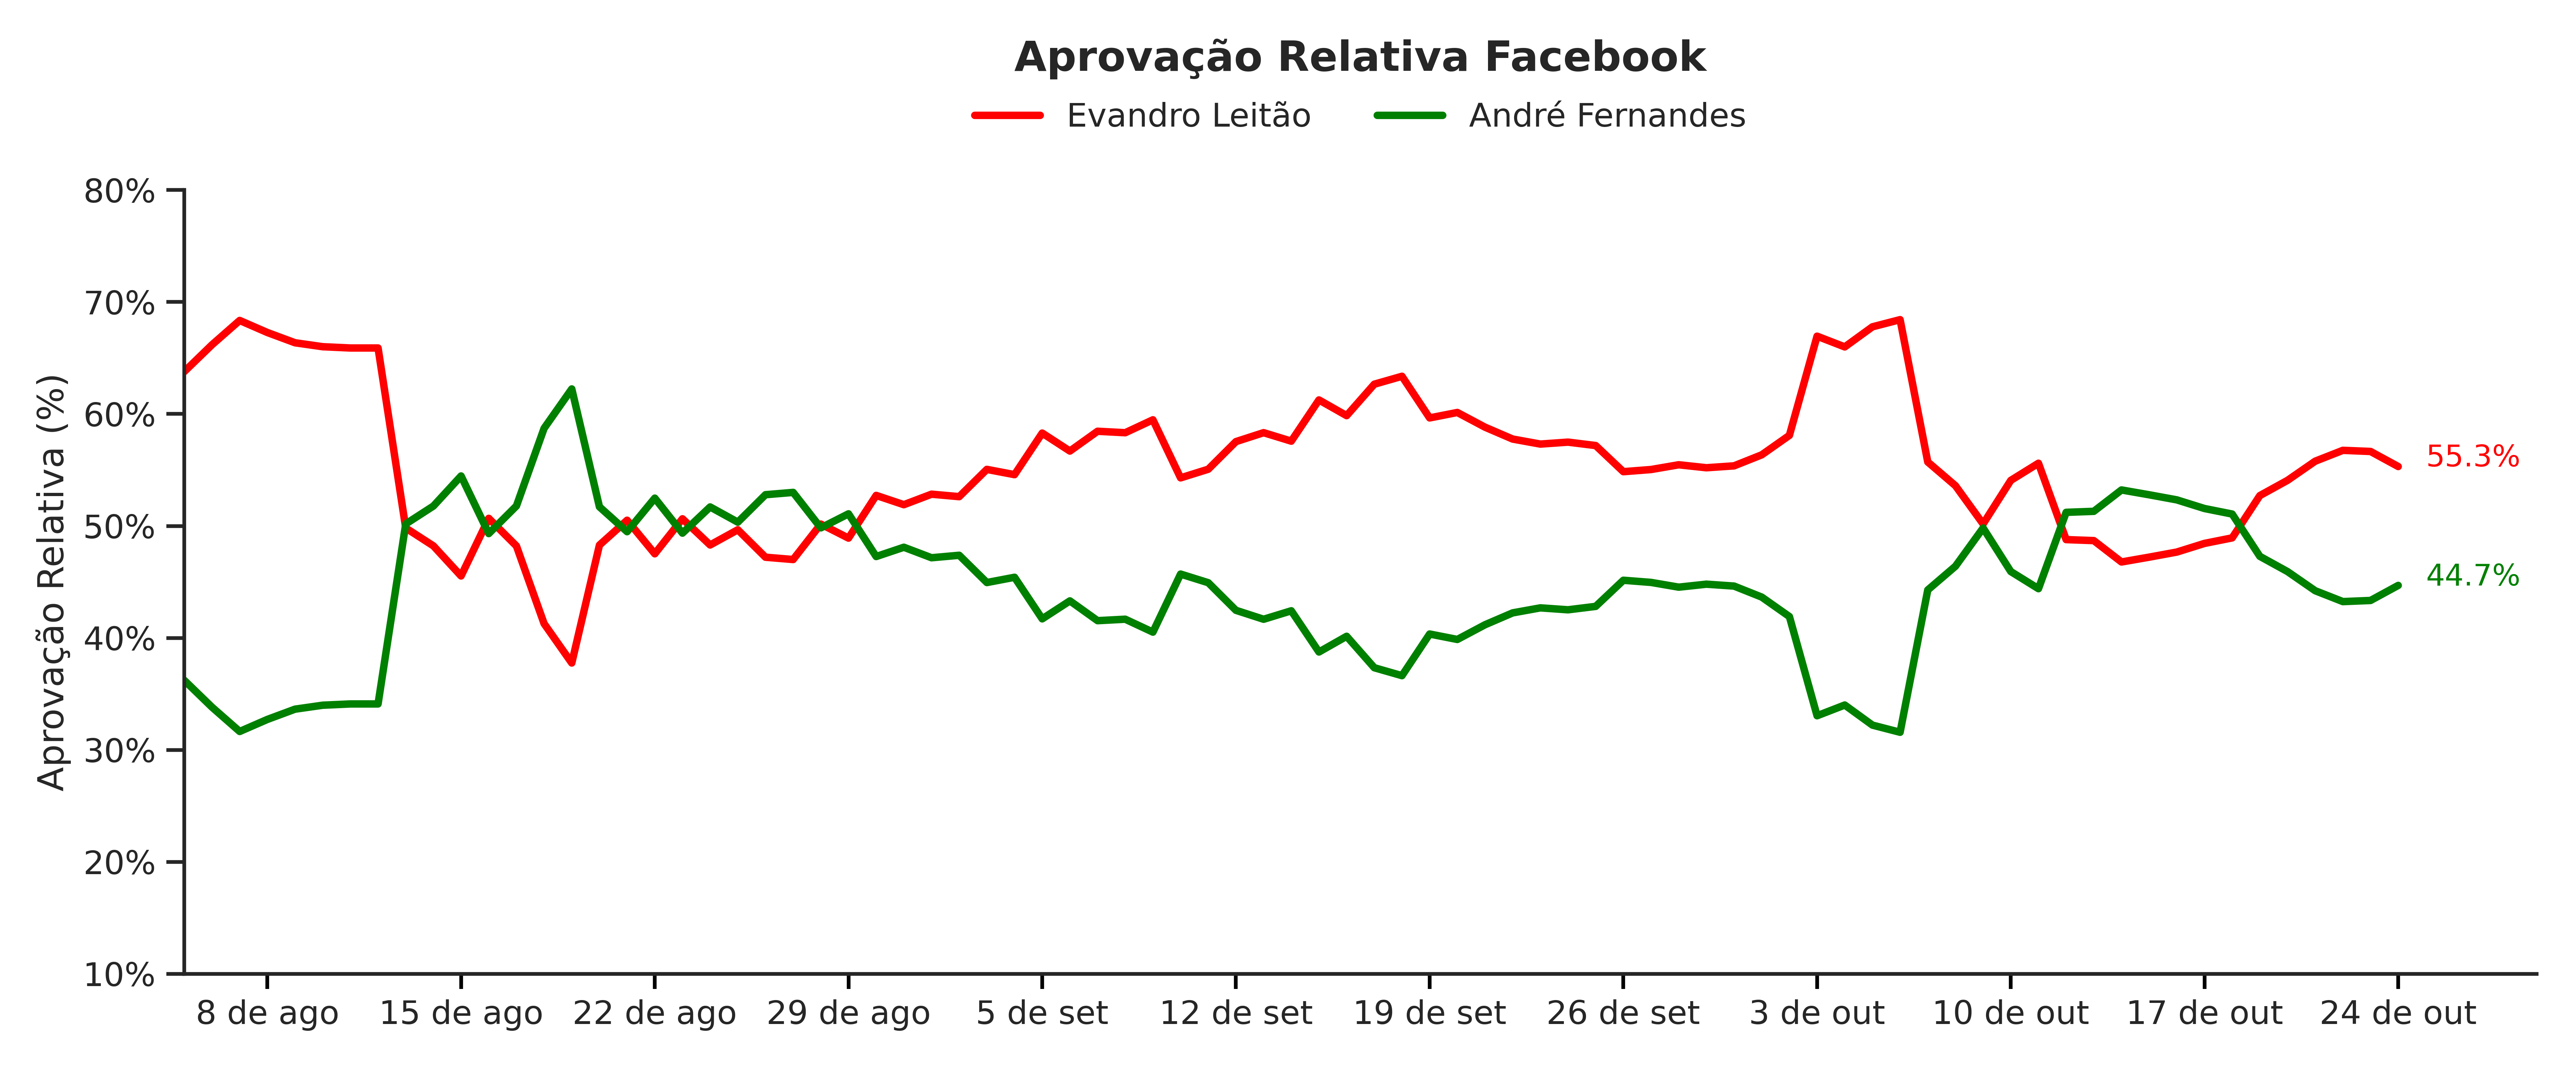 Aprovação Relativa Facebook
Evandro Leitão André Fernandes
Aprovação Relativa (%)
80%
70%
60%
50%
40%
30%
20%
10%
55.3%
44.7%
8 de ago 15 de ago 22 de ago 29 de ago 5 de set 12 de set 19 de set 26 de set 3 de out 10 de out 17 de out 24 de out